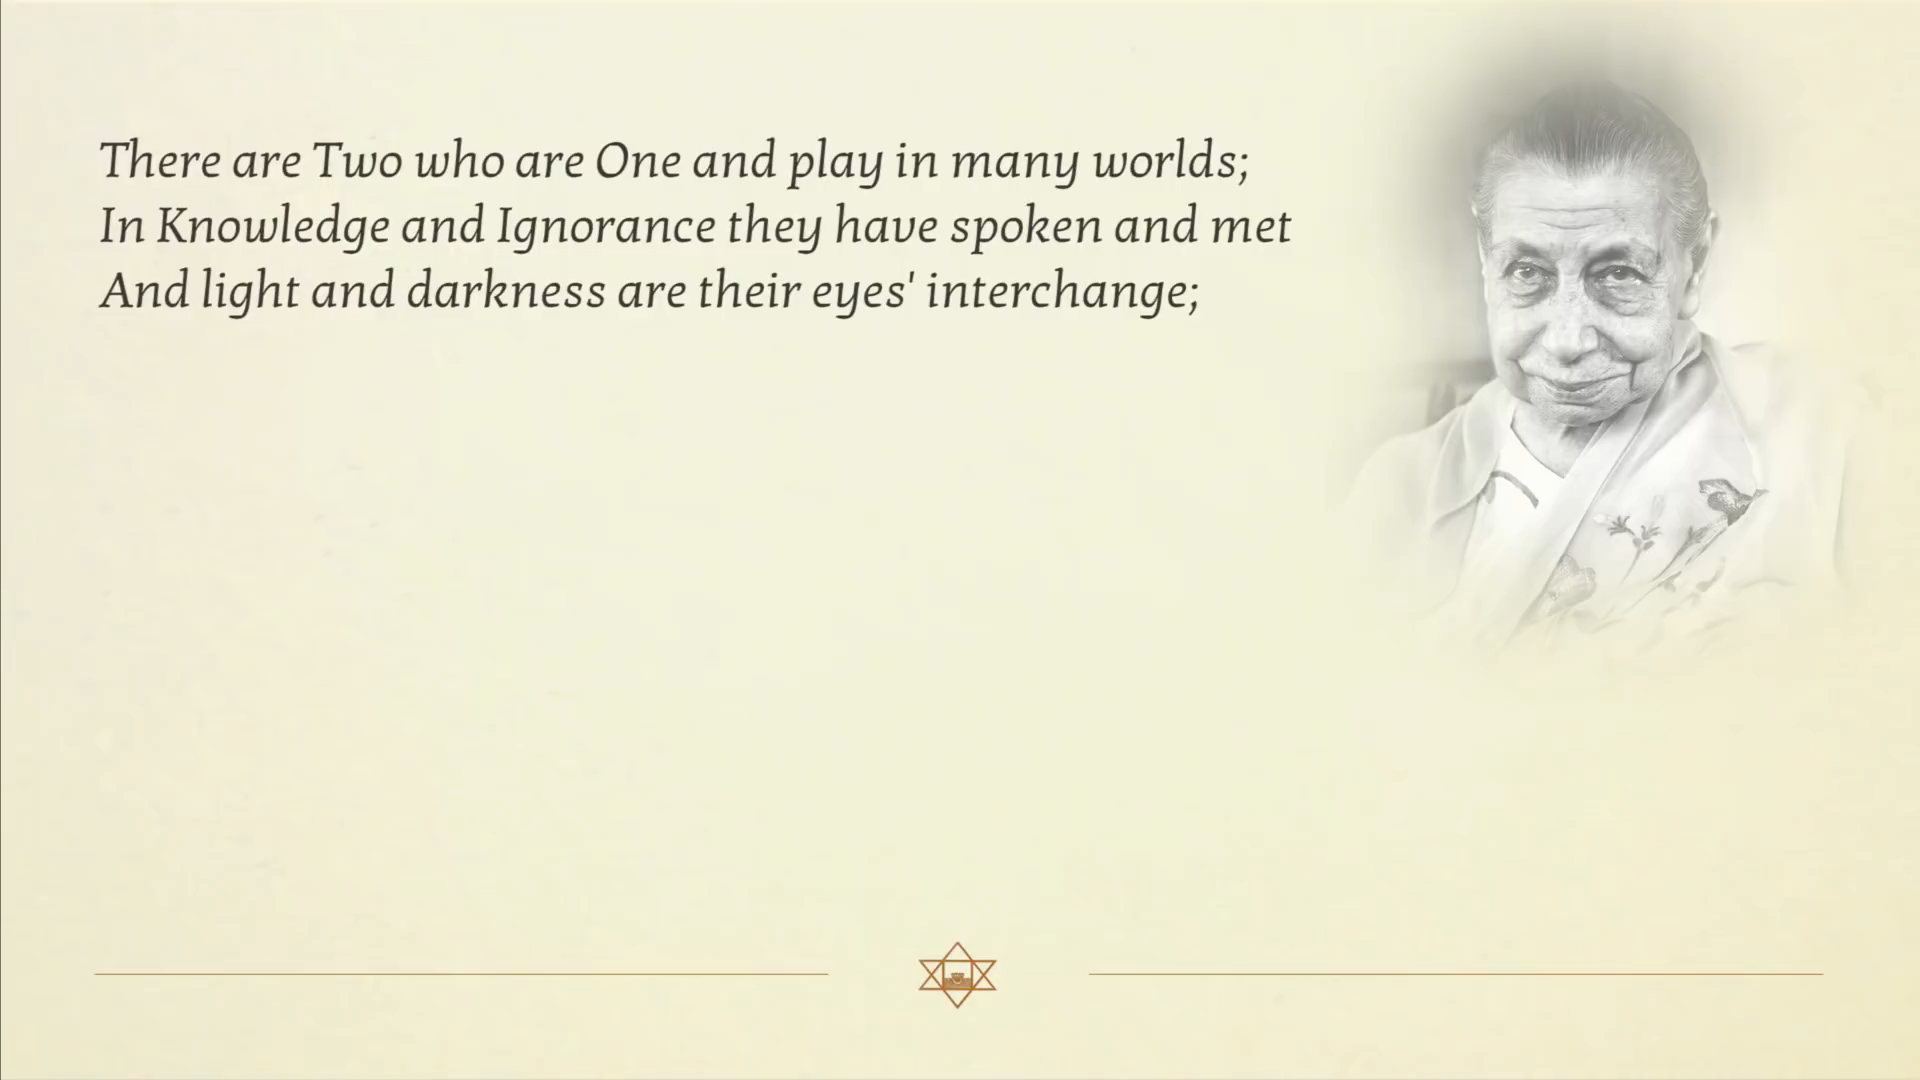 There are Two who are One and play in many worlds;
In Knowledge and Ignorance they have spoken and met
And light and darkness are their eyes' interchange;